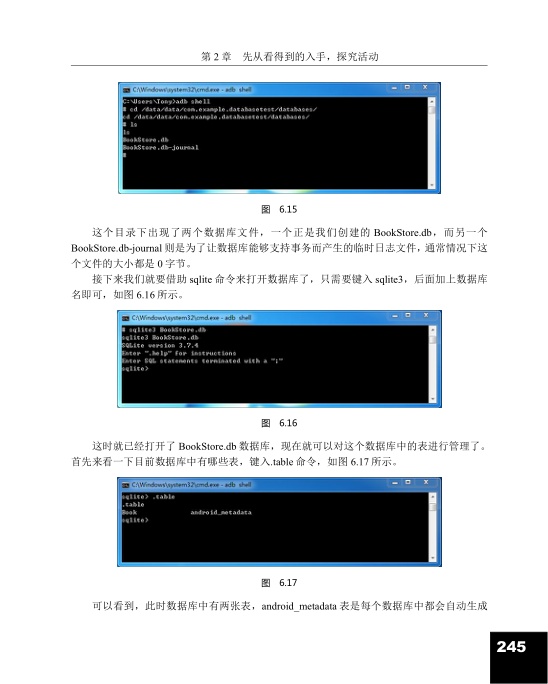 第 2 章 先从看得到的入手，探究活动
C:\Windows\system32\cmd.exe - adb shell
C:\Users\Tony>adb shell
# cd /data/data/com.example.databasetest/databases/
cd /data/data/com.example.databasetest/databases/
# ls
ls
BookStore.db
BookStore.db-journal
#
图 6.15
这个目录下出现了两个数据库文件，一个正是我们创建的 BookStore.db，而另一个
BookStore.db-journal 则是为了让数据库能够支持事务而产生的临时日志文件，通常情况下这
个文件的大小都是 0 字节。
接下来我们就要借助 sqlite 命令来打开数据库了，只需要键入 sqlite3，后面加上数据库
名即可，如图 6.16 所示。
C:\Windows\system32\cmd.exe - adb shell
# sqlite3 BookStore.db
sqlite3 BookStore.db
SQLite version 3.7.4
Enter ".help" for instructions
Enter SQL statements terminated with a ";"
sqlite>
图 6.16
这时就已经打开了 BookStore.db 数据库，现在就可以对这个数据库中的表进行管理了。
首先来看一下目前数据库中有哪些表，键入.table 命令，如图 6.17 所示。
C:\Windows\system32\cmd.exe - adb shell
sqlite> .table
.table
Book android_metadata
sqlite>
图 6.17
可以看到，此时数据库中有两张表，android_metadata 表是每个数据库中都会自动生成
245